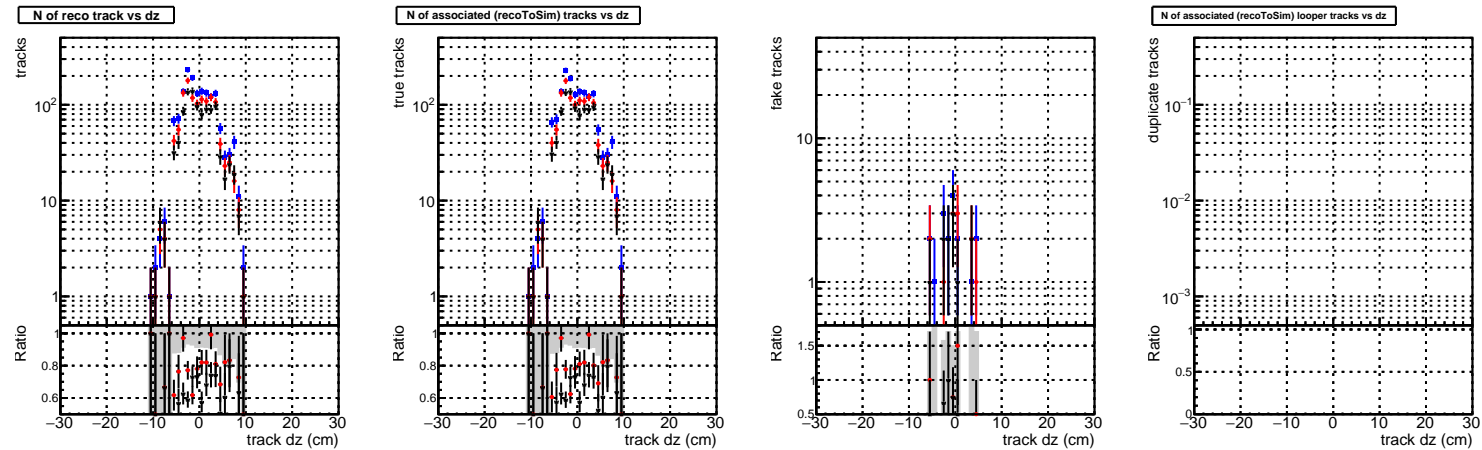 N of reco track vs dz
tracks
10²
10
1
Ratio
1
0.8
0.6
−30 −20 −10 0 10 20 30
track dz (cm)
N of associated (recoToSim) tracks vs dz
true tracks
10²
10
1
Ratio
1
0.8
0.6
−30 −20 −10 0 10 20 30
track dz (cm)
fake tracks
10
1
Ratio
1.5
1
0.5
−30 −20 −10 0 10 20 30
track dz (cm)
N of associated (recoToSim) looper tracks vs dz
duplicate tracks
10⁻¹
10⁻²
10⁻³
Ratio
1
0.5
0
−30 −20 −10 0 10 20 30
track dz (cm)